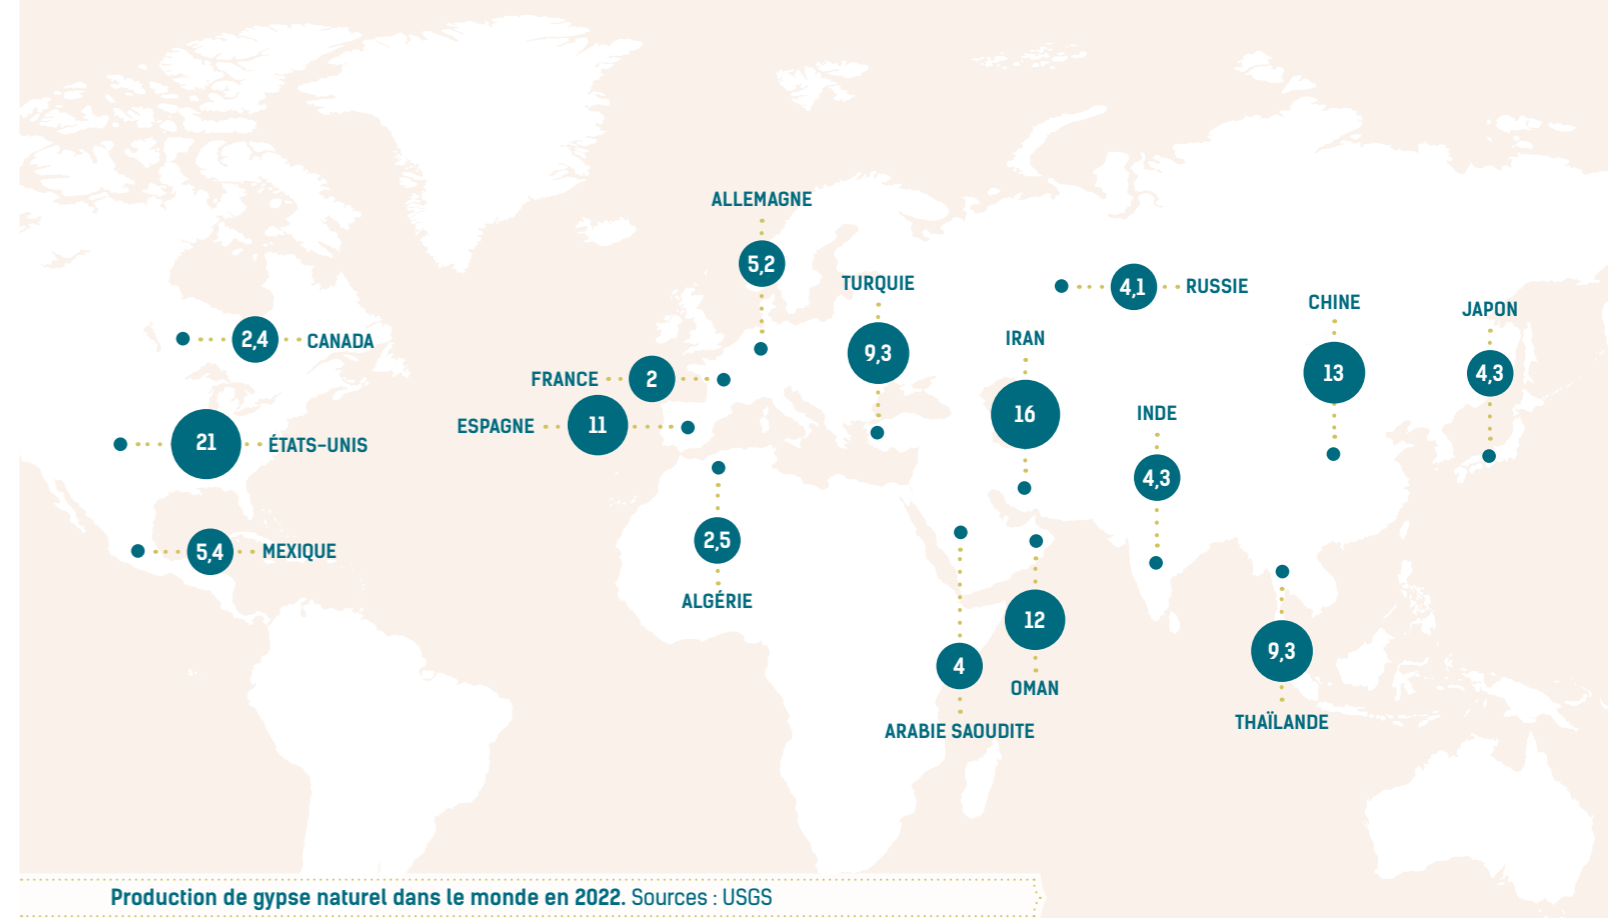 ALLEMAGNE
5,2
TURQUIE
9,3
4,1 RUSSIE
CHINE
13
JAPON
4,3
IRAN
16
2,4 CANADA
FRANCE 2
ESPAGNE 11
21 ÉTATS-UNIS
INDE
4,3
5,4 MEXIQUE
2,5
ALGÉRIE
12
OMAN
4
ARABIE SAOUDITE
9,3
THAÏLANDE
Production de gypse naturel dans le monde en 2022. Sources : USGS